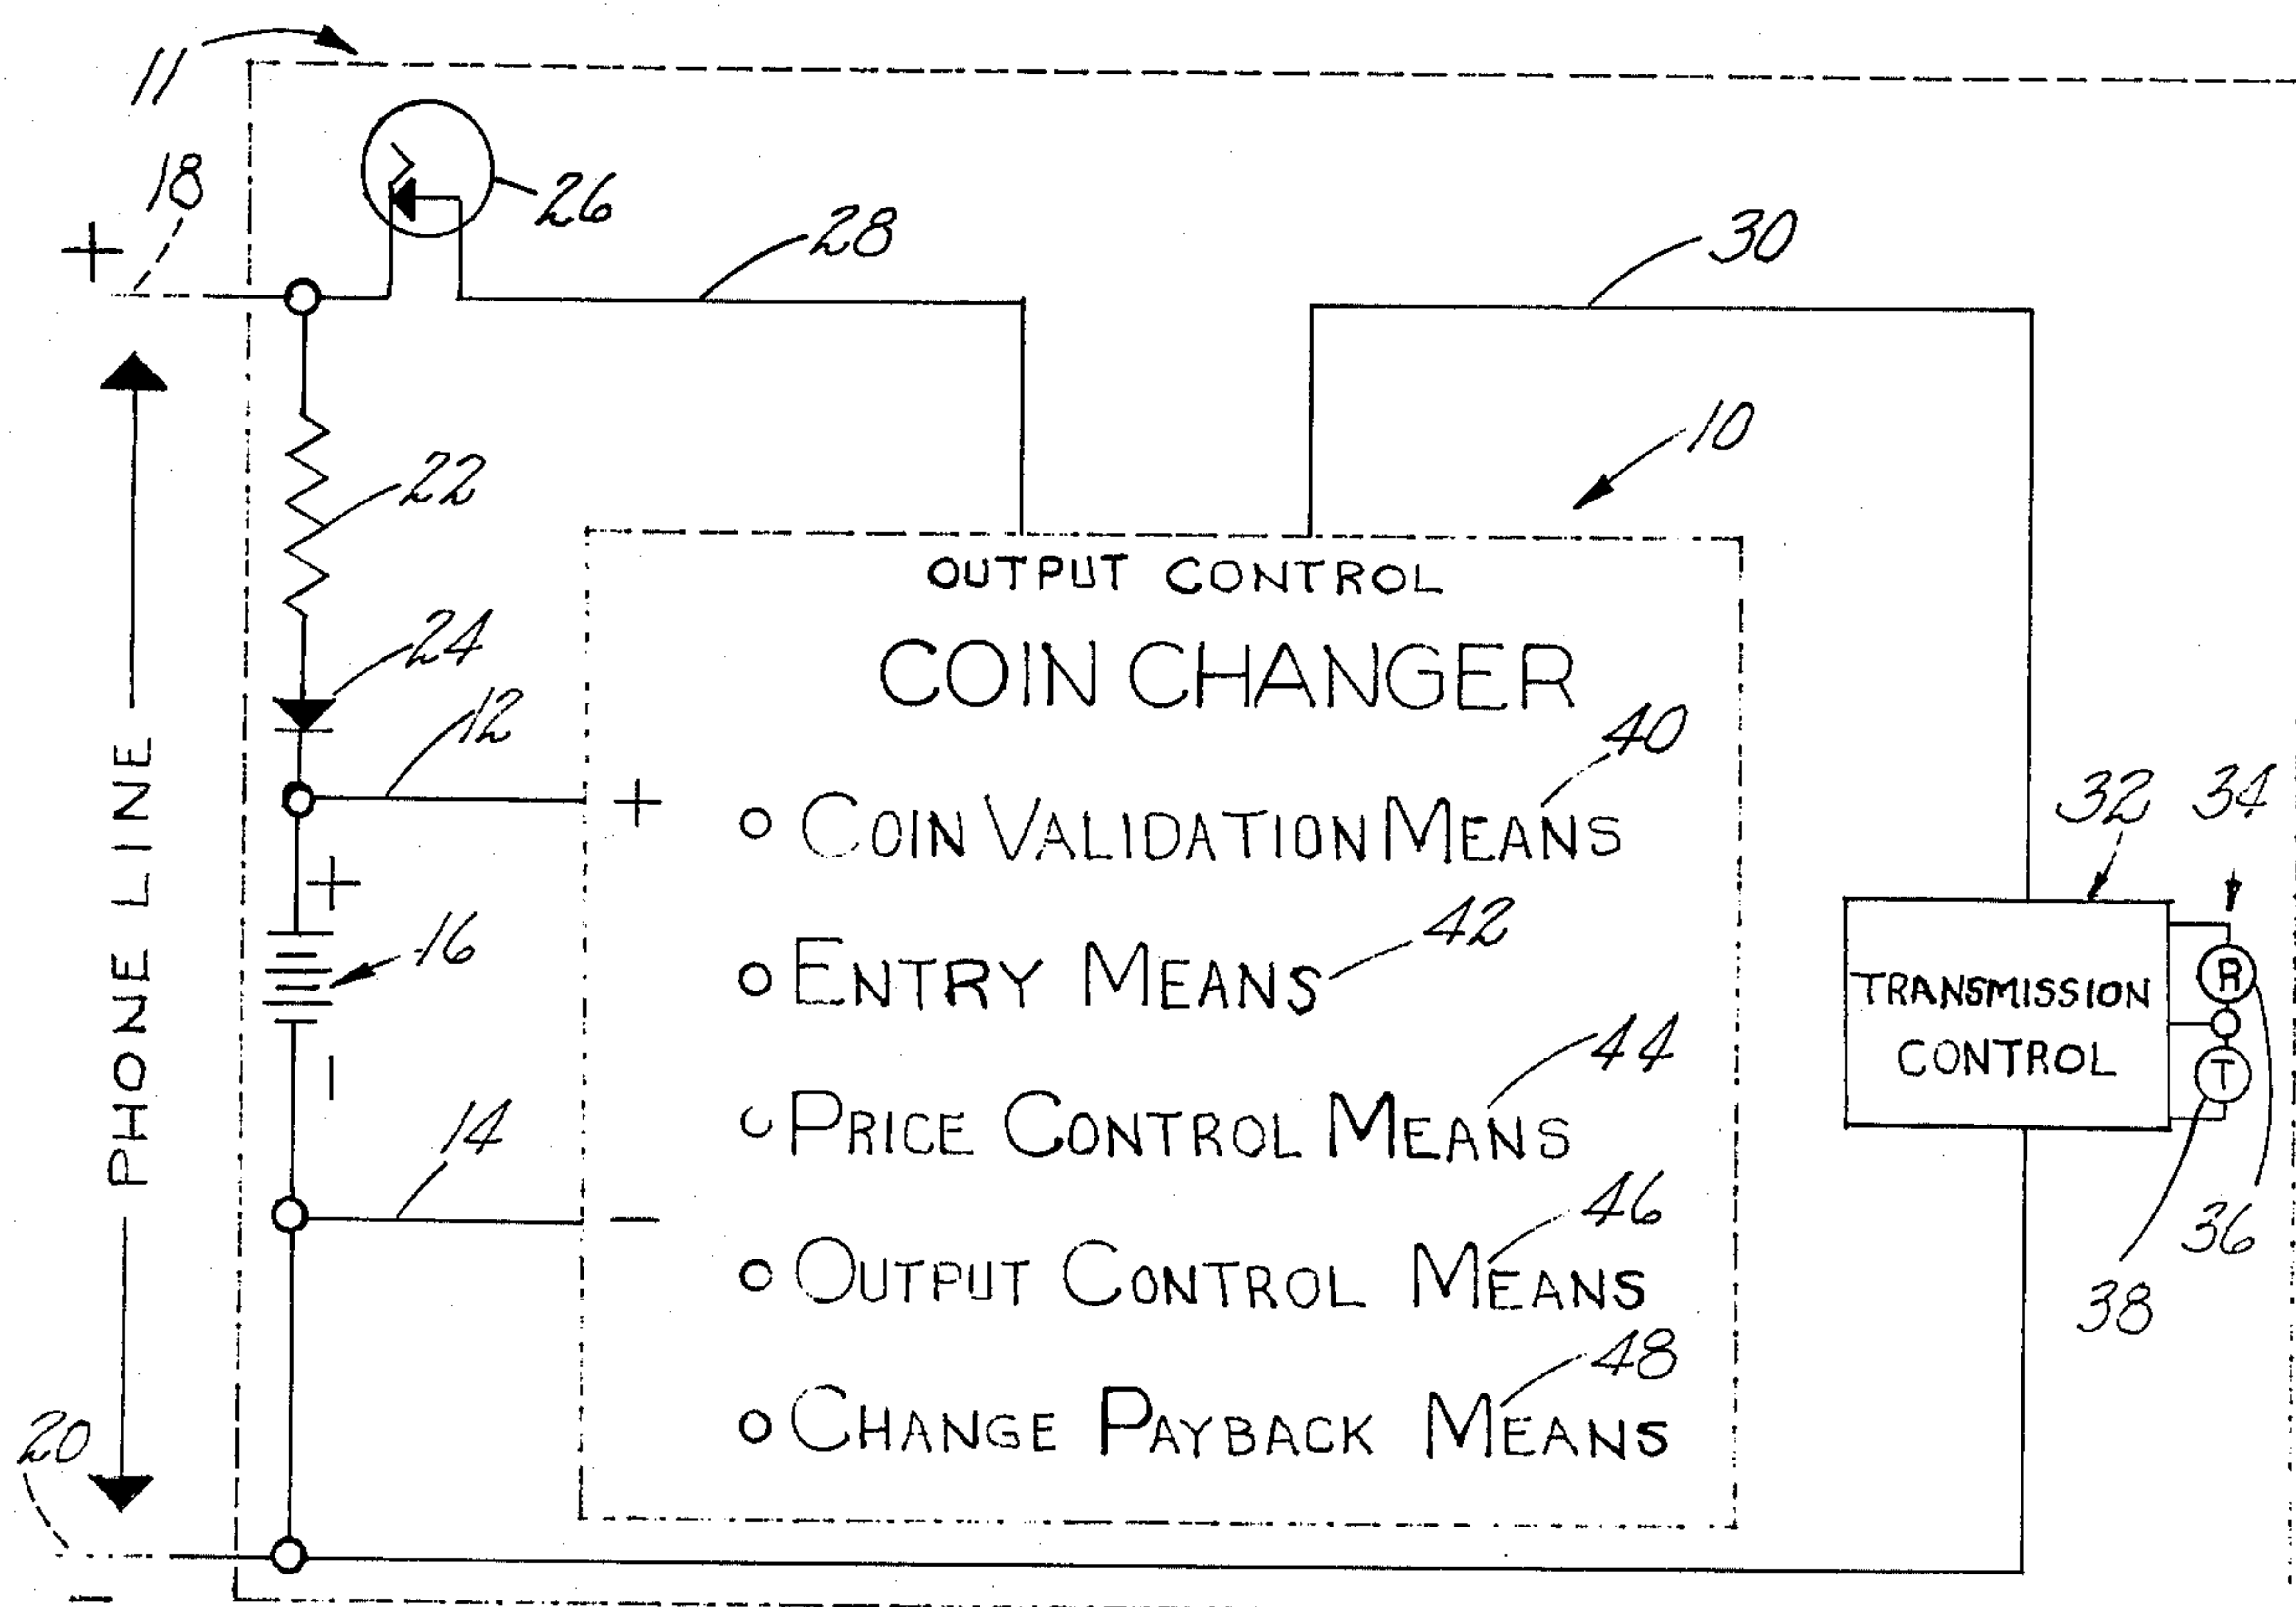 11
18
+
26
28
30
10
22
OUTPUT CONTROL
COIN CHANGER
24
12
40
+
COIN VALIDATION MEANS
32
34
PHONE LINE
+
16
42
ENTRY MEANS
R
TRANSMISSION
CONTROL
T
44
PRICE CONTROL MEANS
-
14
46
-
OUTPUT CONTROL MEANS
36
38
48
CHANGE PAYBACK MEANS
20
-